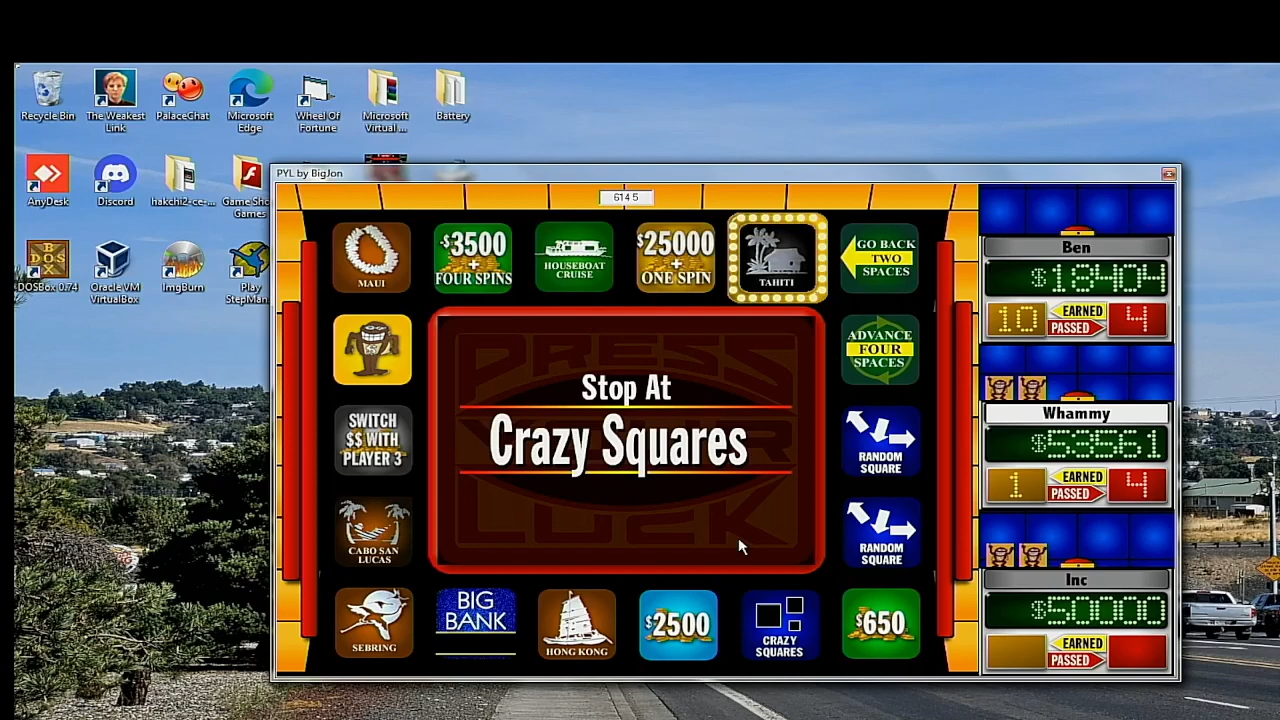 Recycle Bin
The Weakest
Link
PalaceChat
Microsoft
Edge
Wheel Of
Fortune
Microsoft
Virtual ...
Battery
AnyDesk
Discord
hakchi2-ce-...
Game Sho
Games
DOSBox 0.74
Oracle VM
VirtualBox
ImgBurn
Play
StepMan
PYL by BigJon
614 5
MAUI
$3500
+
FOUR SPINS
HOUSEBOAT
CRUISE
$25000
+
ONE SPIN
TAHITI
GO BACK
TWO
SPACES
ADVANCE
FOUR
SPACES
SWITCH
$$ WITH
PLAYER 3
RANDOM
SQUARE
CABO SAN
LUCAS
RANDOM
SQUARE
SEBRING
BIG
BANK
HONG KONG
$2500
CRAZY
SQUARES
$650
PRESS
YOUR
LUCK
Stop At
Crazy Squares
Ben
$18404
10 EARNED
PASSED 4
Whammy
$53561
1 EARNED
PASSED 4
Inc
$50000
EARNED
PASSED